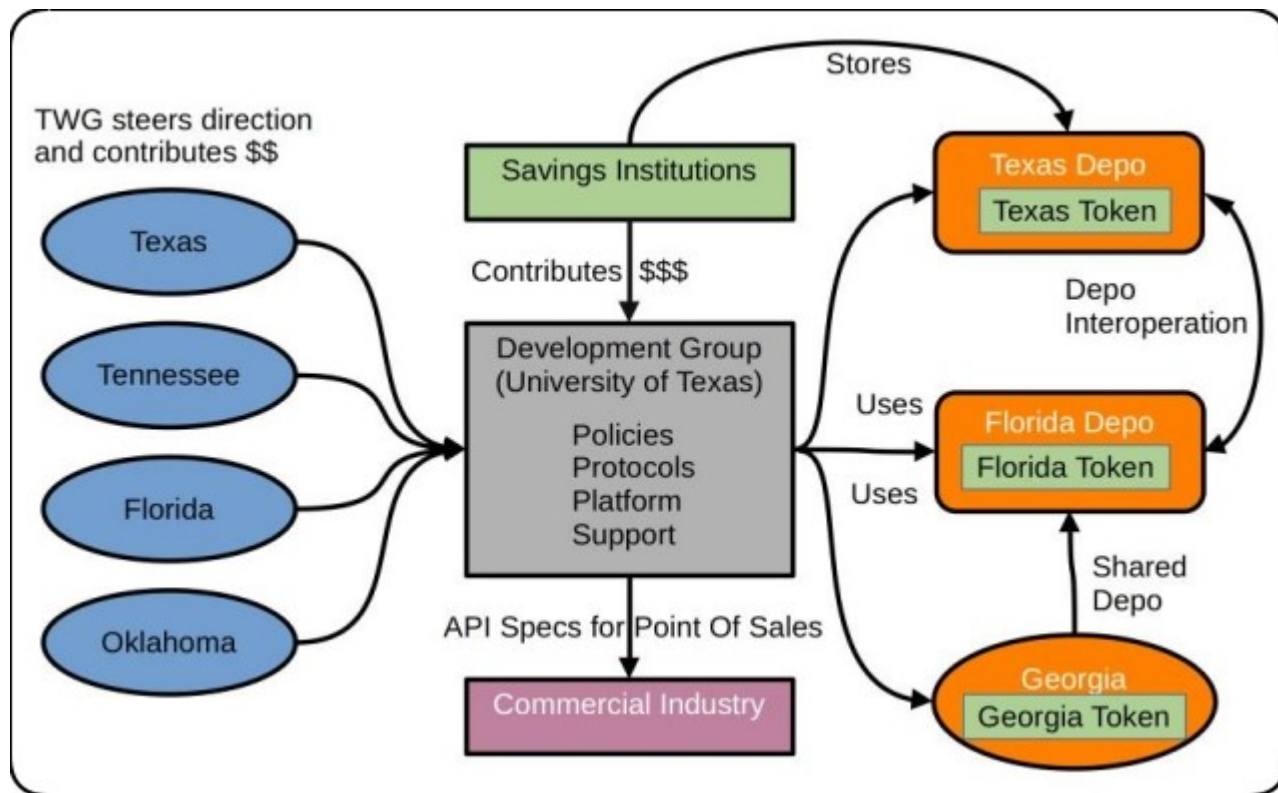 TWG steers direction
and contributes $$
Texas
Tennessee
Florida
Oklahoma
Stores
Savings Institutions
Contributes $$$
Development Group
(University of Texas)
Policies
Protocols
Platform
Support
API Specs for Point Of Sales
Commercial Industry
Texas Depo
Texas Token
Depo
Interoperation
Uses
Florida Depo
Florida Token
Uses
Shared
Depo
Georgia
Georgia Token